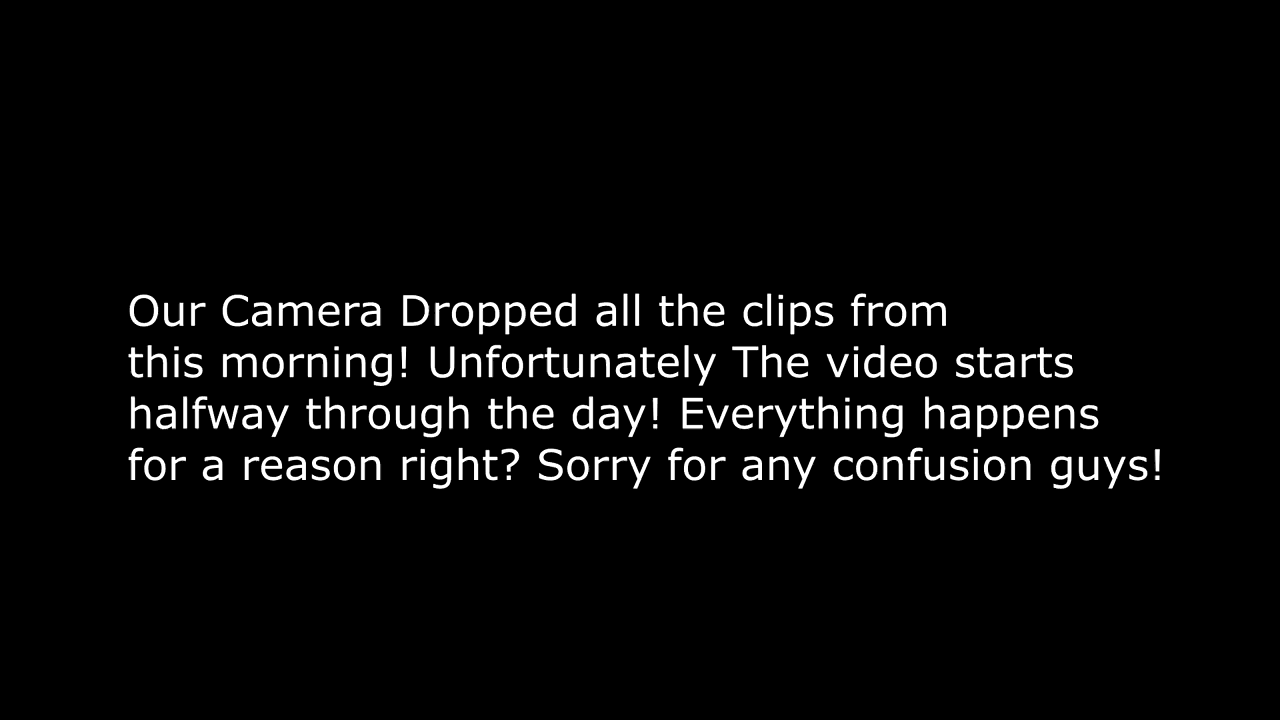 Our Camera Dropped all the clips from
this morning! Unfortunately The video starts
halfway through the day! Everything happens
for a reason right? Sorry for any confusion guys!